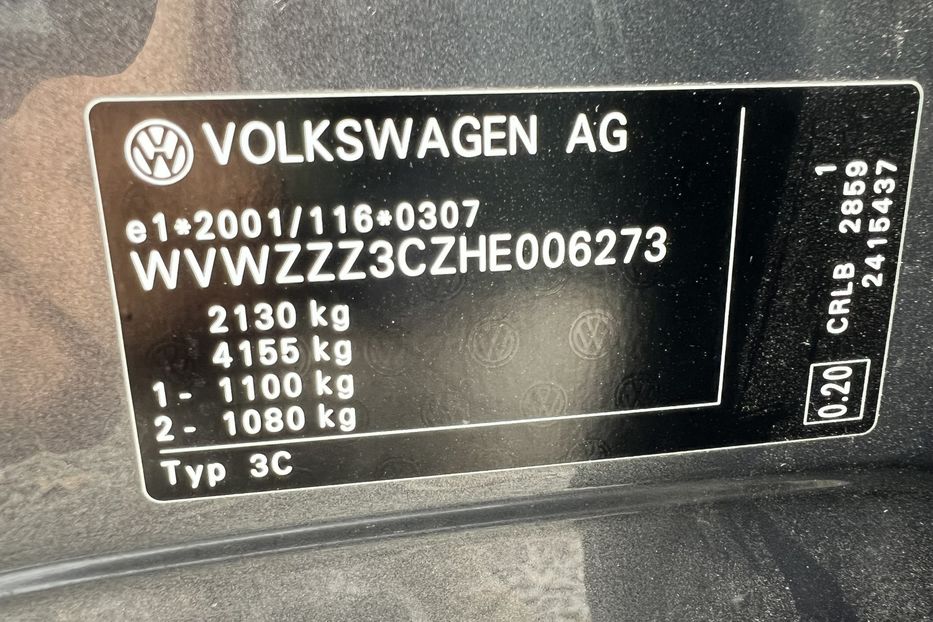 VOLKSWAGEN AG
e1*2001/116*0307
WVWZZZ3CZHE006273
2130 kg
4155 kg
1 - 1100 kg
2 - 1080 kg
Typ 3C
1
CRLB 2859
2415437
0.20